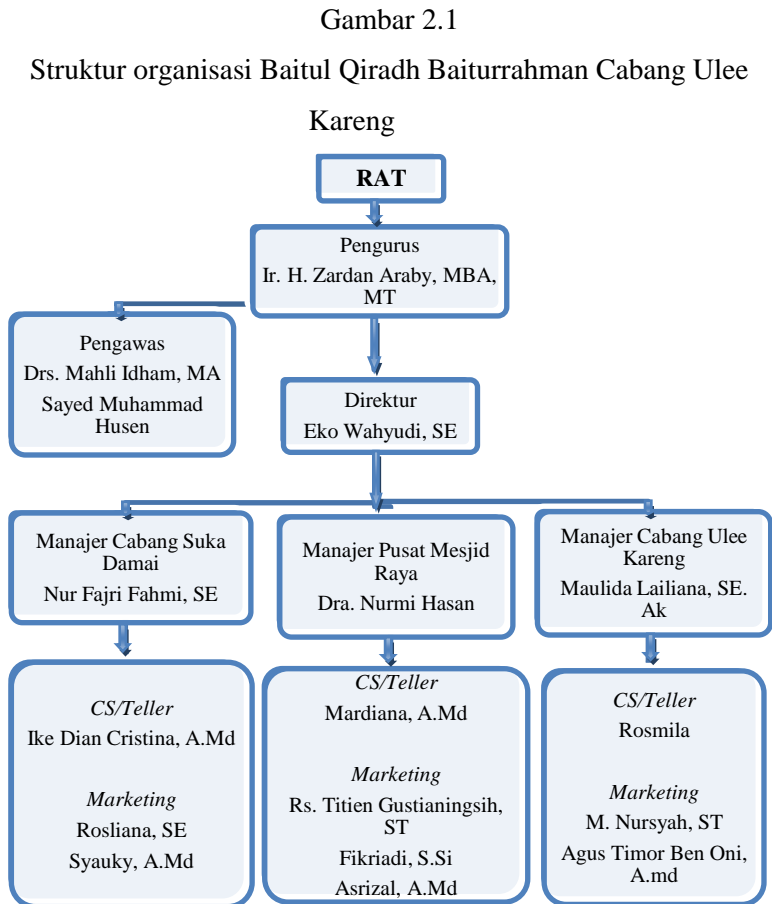 Gambar 2.1
Struktur organisasi Baitul Qiradh Baiturrahman Cabang Ulee
Kareng
RAT
Pengurus
Ir. H. Zardan Araby, MBA,
MT
Pengawas
Drs. Mahli Idham, MA
Sayed Muhammad
Husen
Direktur
Eko Wahyudi, SE
Manajer Cabang Suka
Damai
Nur Fajri Fahmi, SE
Manajer Pusat Mesjid
Raya
Dra. Nurmi Hasan
Manajer Cabang Ulee
Kareng
Maulida Lailiana, SE.
Ak
CS/Teller
Ike Dian Cristina, A.Md
Marketing
Rosliana, SE
Syauky, A.Md
CS/Teller
Mardiana, A.Md
Marketing
Rs. Titien Gustianingsih,
ST
Fikriadi, S.Si
Asrizal, A.Md
CS/Teller
Rosmila
Marketing
M. Nursyah, ST
Agus Timor Ben Oni,
A.md